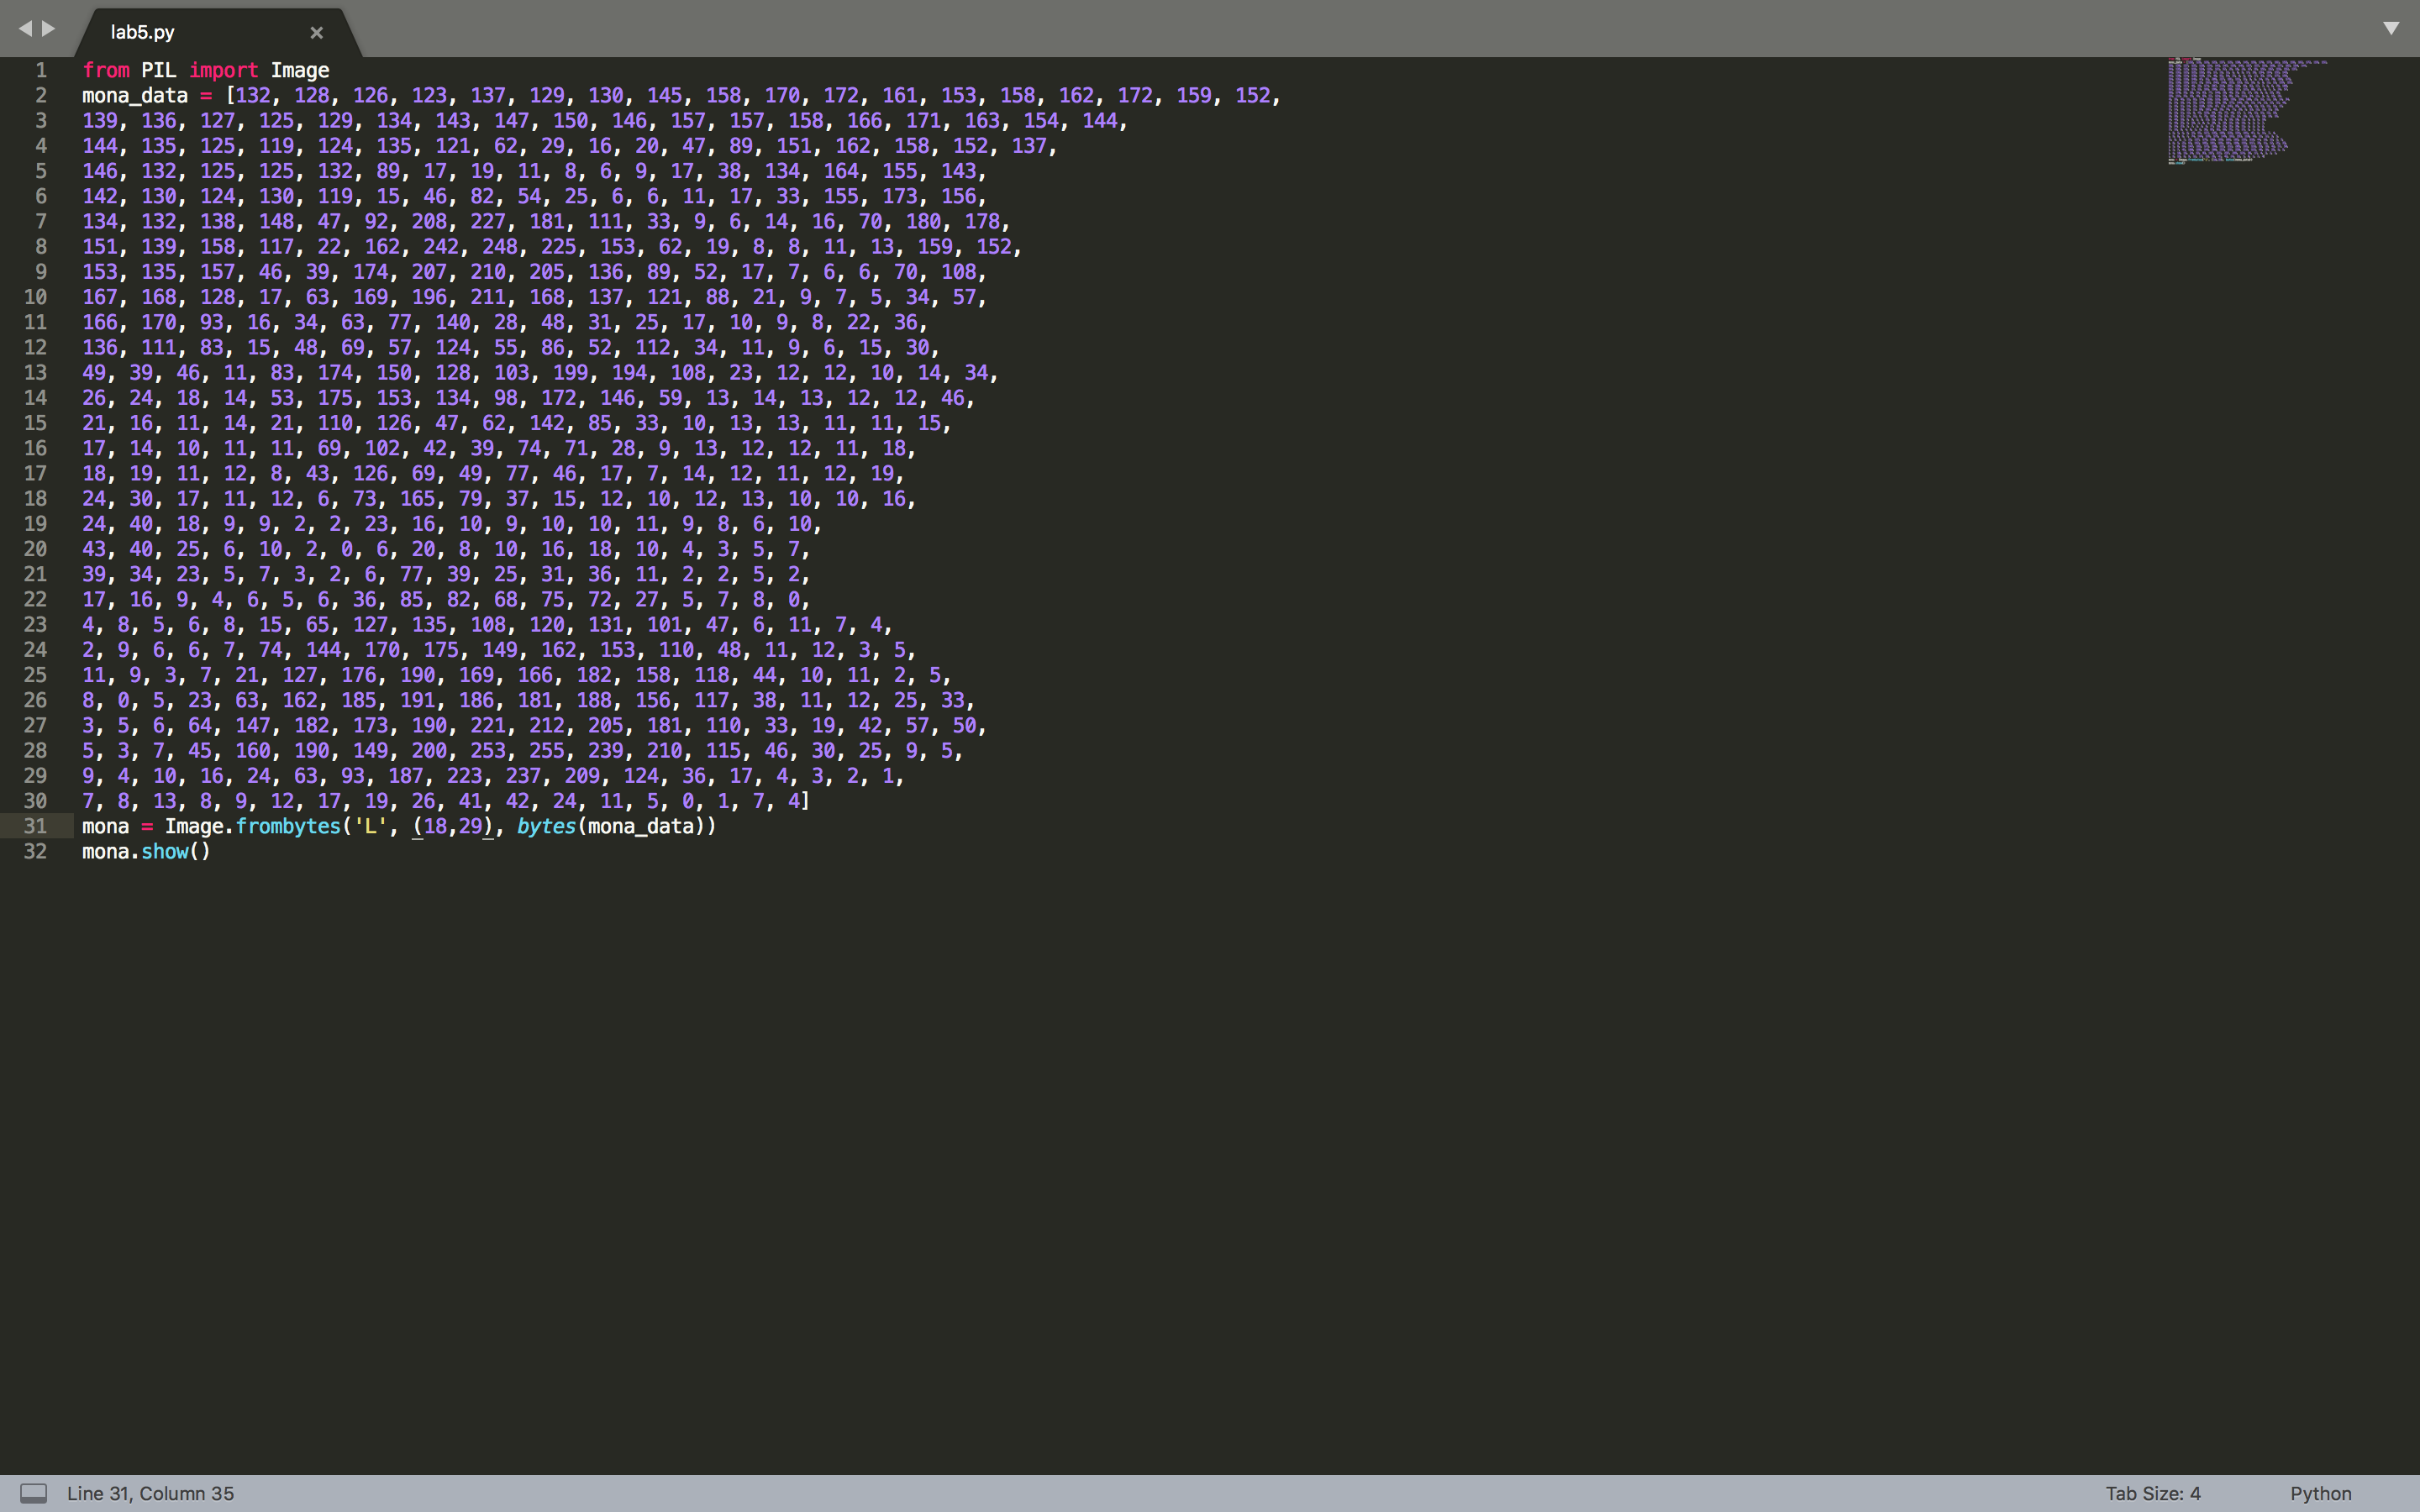 lab5.py ×
1 from PIL import Image
2 mona_data = [132, 128, 126, 123, 137, 129, 130, 145, 158, 170, 172, 161, 153, 158, 162, 172, 159, 152,
3 139, 136, 127, 125, 129, 134, 143, 147, 150, 146, 157, 157, 158, 166, 171, 163, 154, 144,
4 144, 135, 125, 119, 124, 135, 121, 62, 29, 16, 20, 47, 89, 151, 162, 158, 152, 137,
5 146, 132, 125, 125, 132, 89, 17, 19, 11, 8, 6, 9, 17, 38, 134, 164, 155, 143,
6 142, 130, 124, 130, 119, 15, 46, 82, 54, 25, 6, 6, 11, 17, 33, 155, 173, 156,
7 134, 132, 138, 148, 47, 92, 208, 227, 181, 111, 33, 9, 6, 14, 16, 70, 180, 178,
8 151, 139, 158, 117, 22, 162, 242, 248, 225, 153, 62, 19, 8, 8, 11, 13, 159, 152,
9 153, 135, 157, 46, 39, 174, 207, 210, 205, 136, 89, 52, 17, 7, 6, 6, 70, 108,
10 167, 168, 128, 17, 63, 169, 196, 211, 168, 137, 121, 88, 21, 9, 7, 5, 34, 57,
11 166, 170, 93, 16, 34, 63, 77, 140, 28, 48, 31, 25, 17, 10, 9, 8, 22, 36,
12 136, 111, 83, 15, 48, 69, 57, 124, 55, 86, 52, 112, 34, 11, 9, 6, 15, 30,
13 49, 39, 46, 11, 83, 174, 150, 128, 103, 199, 194, 108, 23, 12, 12, 10, 14, 34,
14 26, 24, 18, 14, 53, 175, 153, 134, 98, 172, 146, 59, 13, 14, 13, 12, 12, 46,
15 21, 16, 11, 14, 21, 110, 126, 47, 62, 142, 85, 33, 10, 13, 13, 11, 11, 15,
16 17, 14, 10, 11, 11, 69, 102, 42, 39, 74, 71, 28, 9, 13, 12, 12, 11, 18,
17 18, 19, 11, 12, 8, 43, 126, 69, 49, 77, 46, 17, 7, 14, 12, 11, 12, 19,
18 24, 30, 17, 11, 12, 6, 73, 165, 79, 37, 15, 12, 10, 12, 13, 10, 10, 16,
19 24, 40, 18, 9, 9, 2, 2, 23, 16, 10, 9, 10, 10, 11, 9, 8, 6, 10,
20 43, 40, 25, 6, 10, 2, 0, 6, 20, 8, 10, 16, 18, 10, 4, 3, 5, 7,
21 39, 34, 23, 5, 7, 3, 2, 6, 77, 39, 25, 31, 36, 11, 2, 2, 5, 2,
22 17, 16, 9, 4, 6, 5, 6, 36, 85, 82, 68, 75, 72, 27, 5, 7, 8, 0,
23 4, 8, 5, 6, 8, 15, 65, 127, 135, 108, 120, 131, 101, 47, 6, 11, 7, 4,
24 2, 9, 6, 6, 7, 74, 144, 170, 175, 149, 162, 153, 110, 48, 11, 12, 3, 5,
25 11, 9, 3, 7, 21, 127, 176, 190, 169, 166, 182, 158, 118, 44, 10, 11, 2, 5,
26 8, 0, 5, 23, 63, 162, 185, 191, 186, 181, 188, 156, 117, 38, 11, 12, 25, 33,
27 3, 5, 6, 64, 147, 182, 173, 190, 221, 212, 205, 181, 110, 33, 19, 42, 57, 50,
28 5, 3, 7, 45, 160, 190, 149, 200, 253, 255, 239, 210, 115, 46, 30, 25, 9, 5,
29 9, 4, 10, 16, 24, 63, 93, 187, 223, 237, 209, 124, 36, 17, 4, 3, 2, 1,
30 7, 8, 13, 8, 9, 12, 17, 19, 26, 41, 42, 24, 11, 5, 0, 1, 7, 4]
31 mona = Image.frombytes('L', (18,29), bytes(mona_data))
32 mona.show()
Line 31, Column 35 Tab Size: 4 Python